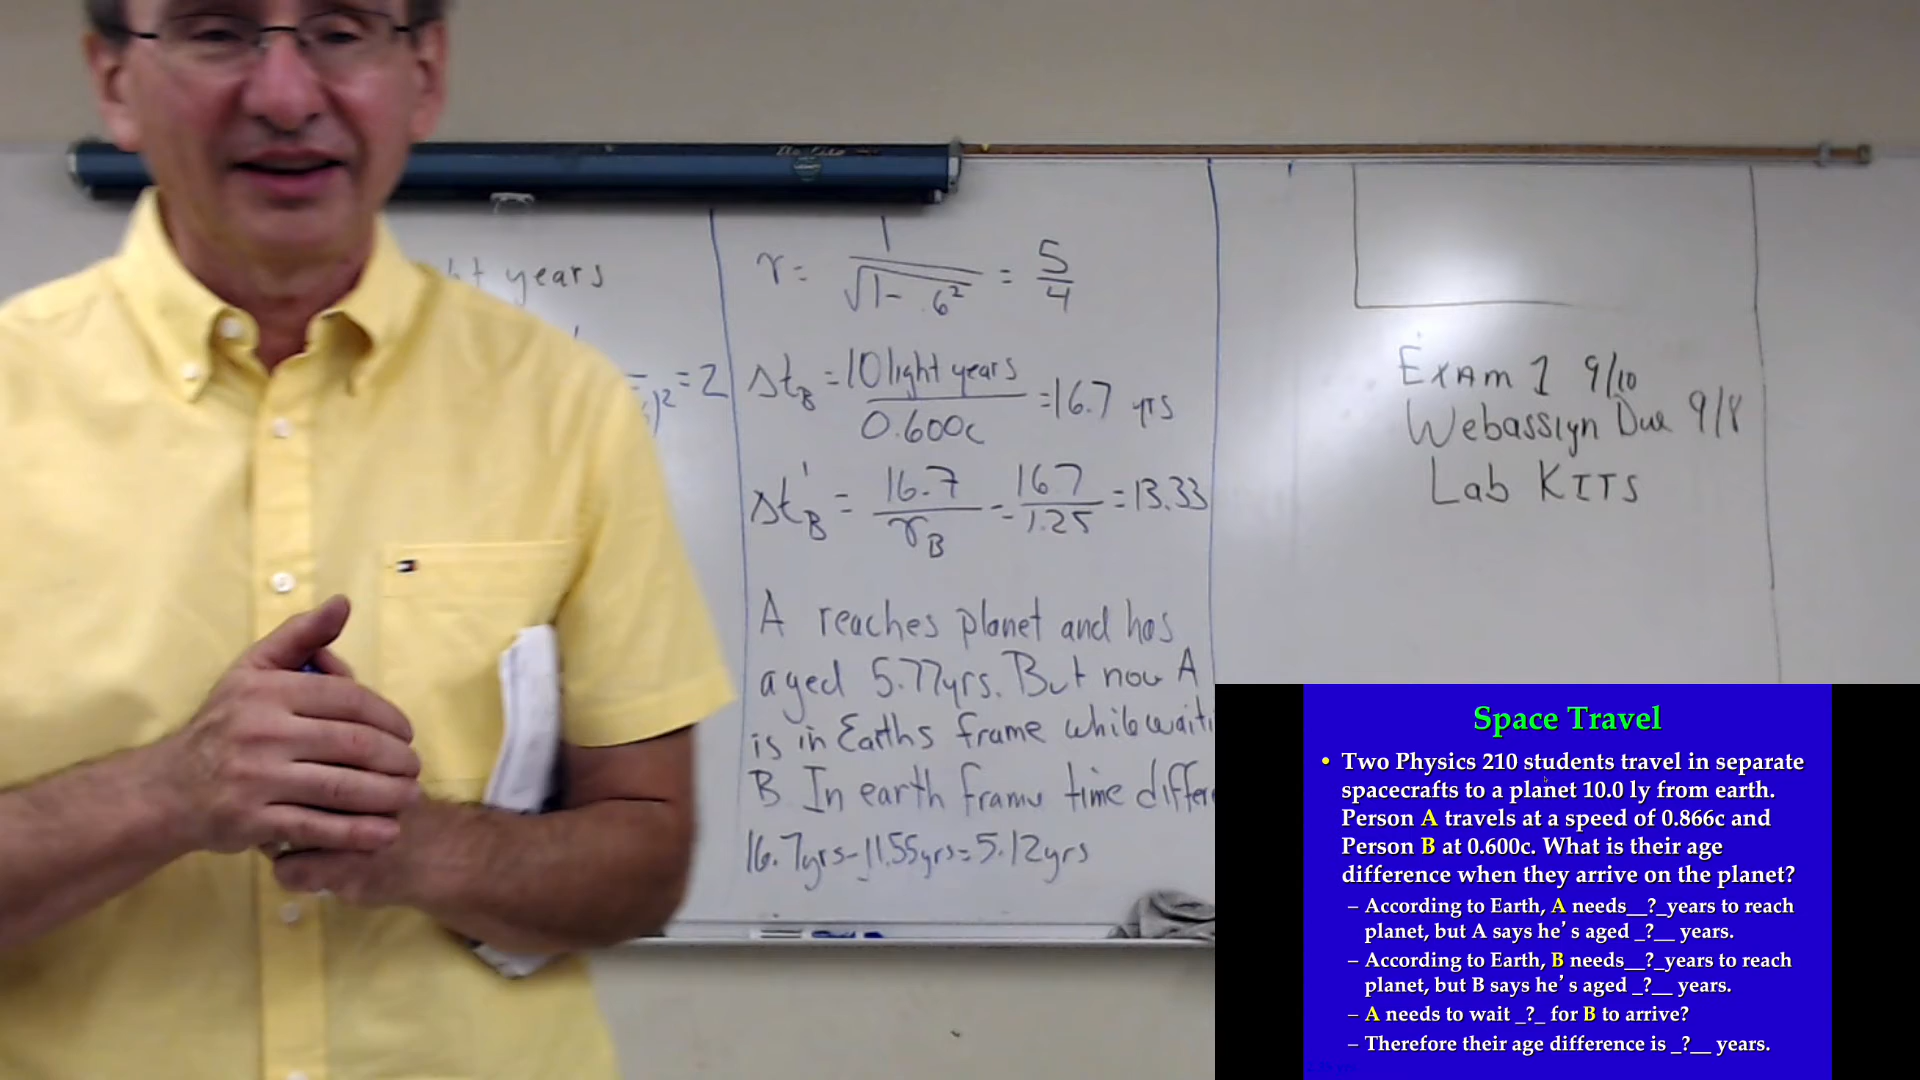 years
= 2
)²
γ = 1/√1 - .6² = 5/4
Δt_B = 10 light years / 0.600c = 16.7 yrs
Δt'_B = 16.7/γ_B = 16.7/1.25 = 13.33
A reaches planet and has
aged 5.77yrs. But now A
is in Earths frame while
B In earth frame time
16.7yrs-11.55yrs=5.12yrs
Exam 1 9/10
Webassign Due 9/8
Lab KITS
Space Travel
• Two Physics 210 students travel in separate
spacecrafts to a planet 10.0 ly from earth.
Person A travels at a speed of 0.866c and
Person B at 0.600c. What is their age
difference when they arrive on the planet?
– According to Earth, A needs__?_years to reach
planet, but A says he's aged _?__ years.
– According to Earth, B needs__?_years to reach
planet, but B says he's aged _?__ years.
– A needs to wait _?_ for B to arrive?
– Therefore their age difference is _?__ years.